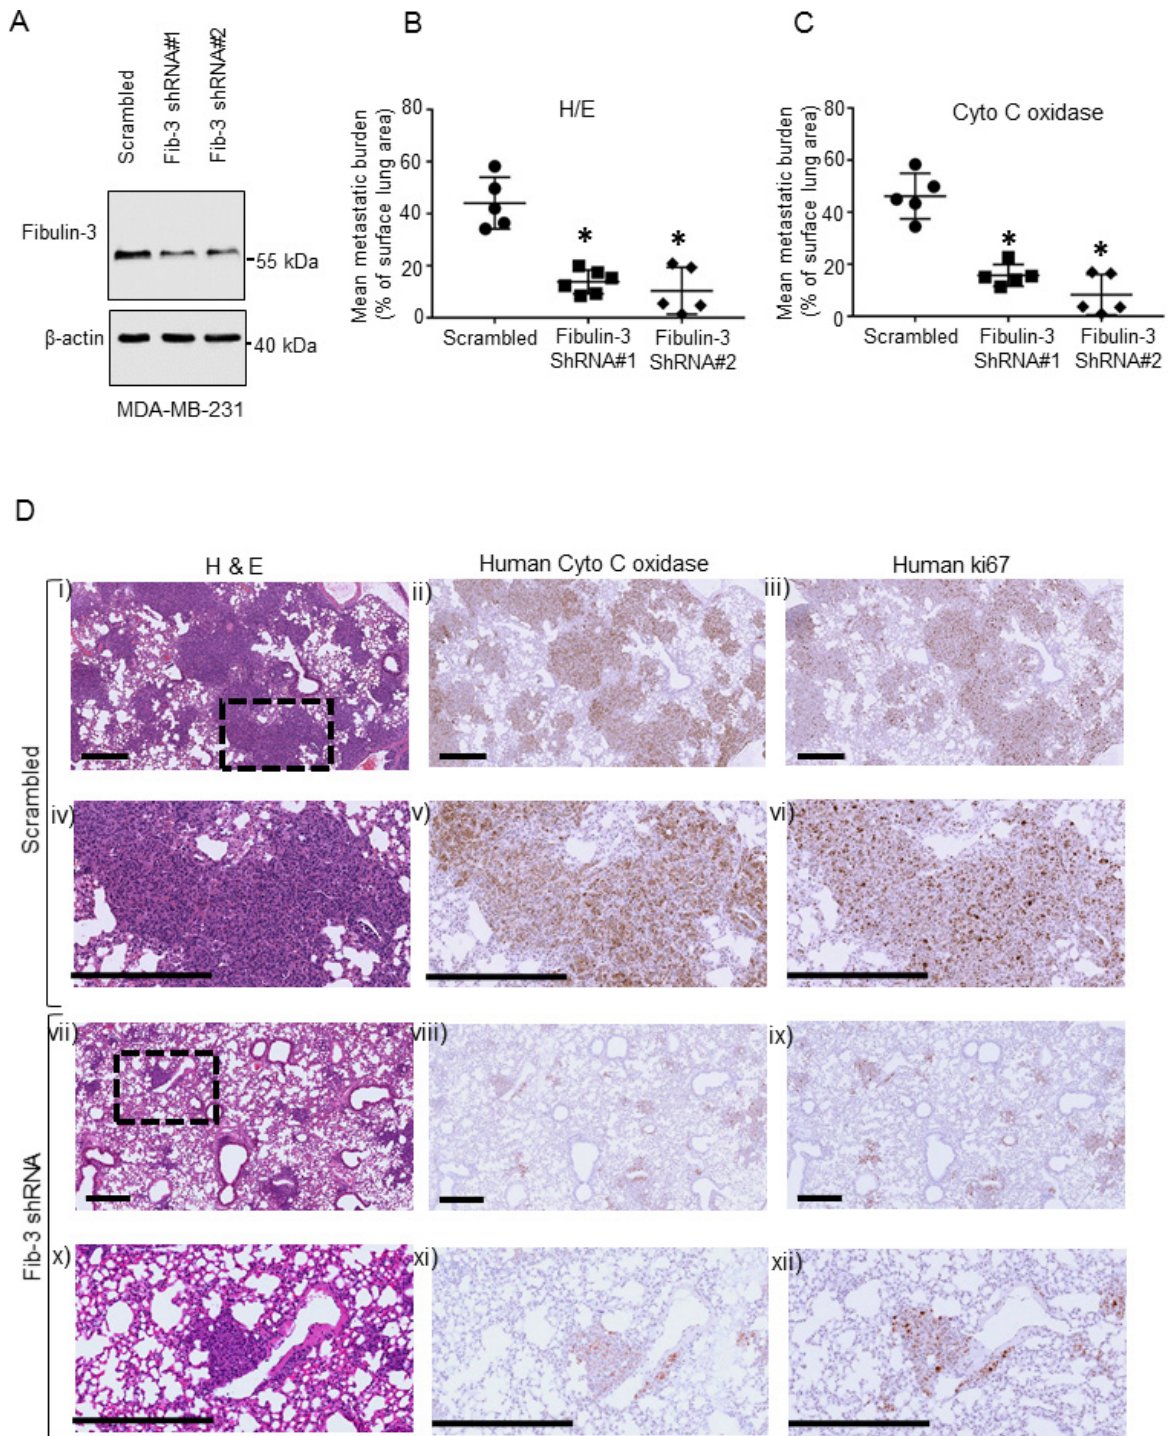 A
Scrambled
Fib-3 shRNA#1
Fib-3 shRNA#2
Fibulin-3
55 kDa
β-actin
40 kDa
MDA-MB-231
B
H/E
Mean metastatic burden
(% of surface lung area)
80
60
40
20
0
Scrambled
Fibulin-3
ShRNA#1
Fibulin-3
ShRNA#2
*
*
C
Cyto C oxidase
Mean metastatic burden
(% of surface lung area)
80
60
40
20
0
Scrambled
Fibulin-3
ShRNA#1
Fibulin-3
ShRNA#2
*
*
D
H & E
Human Cyto C oxidase
Human ki67
Scrambled
i)
ii)
iii)
iv)
v)
vi)
Fib-3 shRNA
vii)
viii)
ix)
x)
xi)
xii)